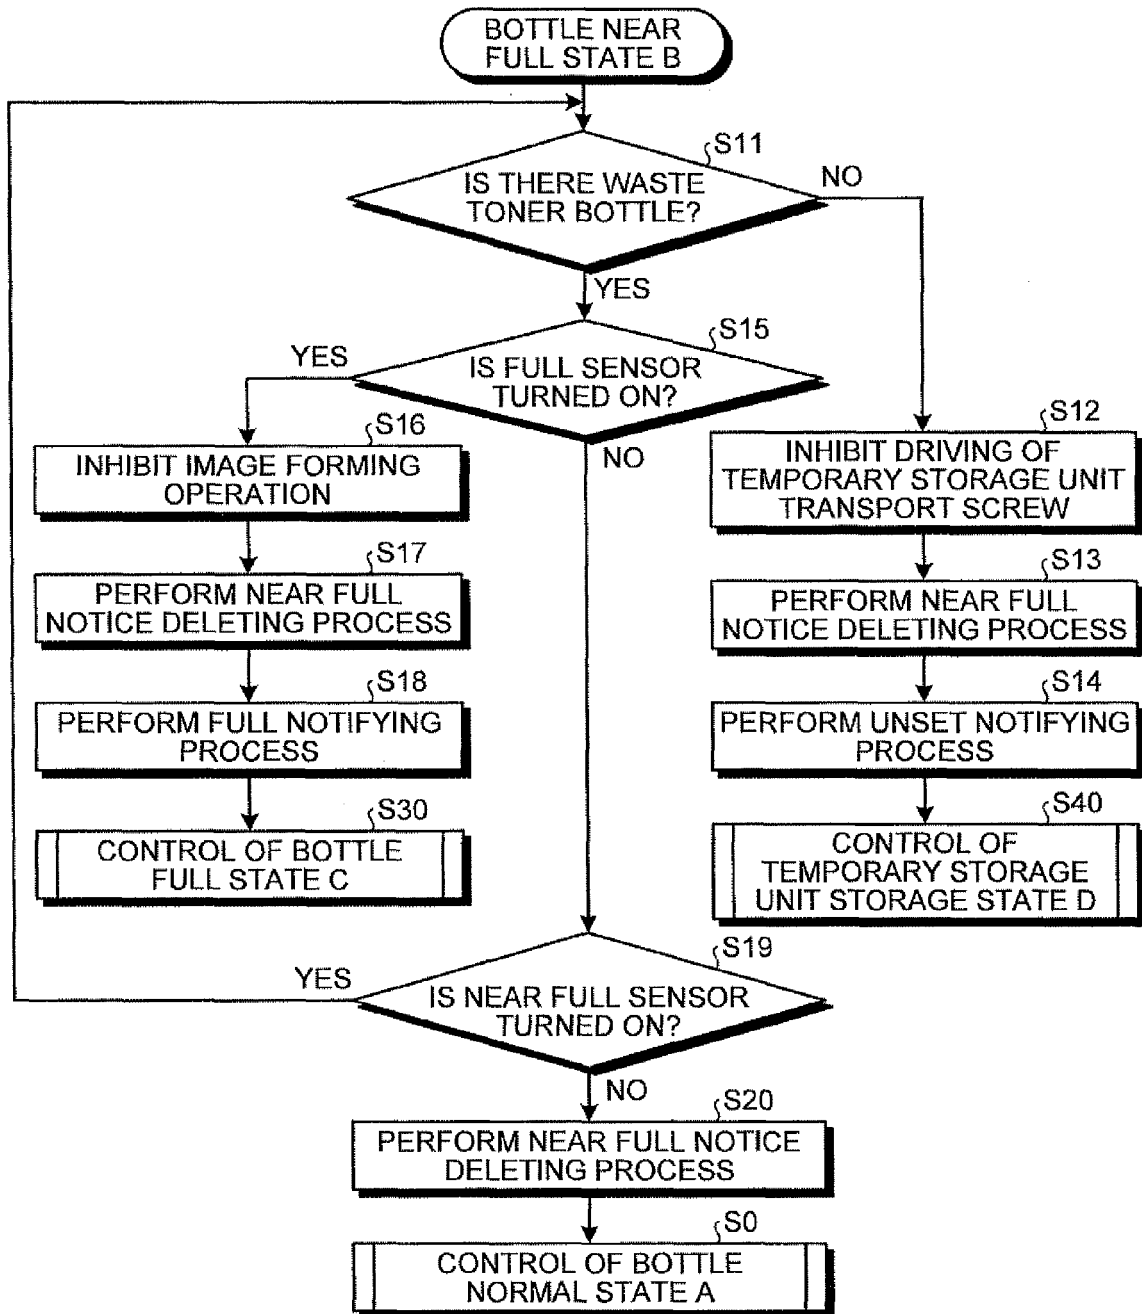 BOTTLE NEAR
FULL STATE B
S11
IS THERE WASTE
TONER BOTTLE?
NO
YES
S15
IS FULL SENSOR
TURNED ON?
YES
NO
S16
INHIBIT IMAGE FORMING
OPERATION
S17
PERFORM NEAR FULL
NOTICE DELETING PROCESS
S18
PERFORM FULL NOTIFYING
PROCESS
S30
CONTROL OF BOTTLE
FULL STATE C
S12
INHIBIT DRIVING OF
TEMPORARY STORAGE UNIT
TRANSPORT SCREW
S13
PERFORM NEAR FULL
NOTICE DELETING PROCESS
S14
PERFORM UNSET NOTIFYING
PROCESS
S40
CONTROL OF
TEMPORARY STORAGE
UNIT STORAGE STATE D
S19
IS NEAR FULL SENSOR
TURNED ON?
YES
NO
S20
PERFORM NEAR FULL NOTICE
DELETING PROCESS
S0
CONTROL OF BOTTLE
NORMAL STATE A